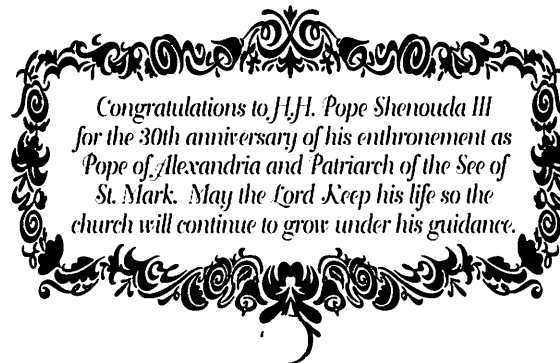 Congratulations to H.H. Pope Shenouda III
for the 30th anniversary of his enthronement as
Pope of Alexandria and Patriarch of the See of
St. Mark. May the Lord Keep his life so the
church will continue to grow under his guidance.